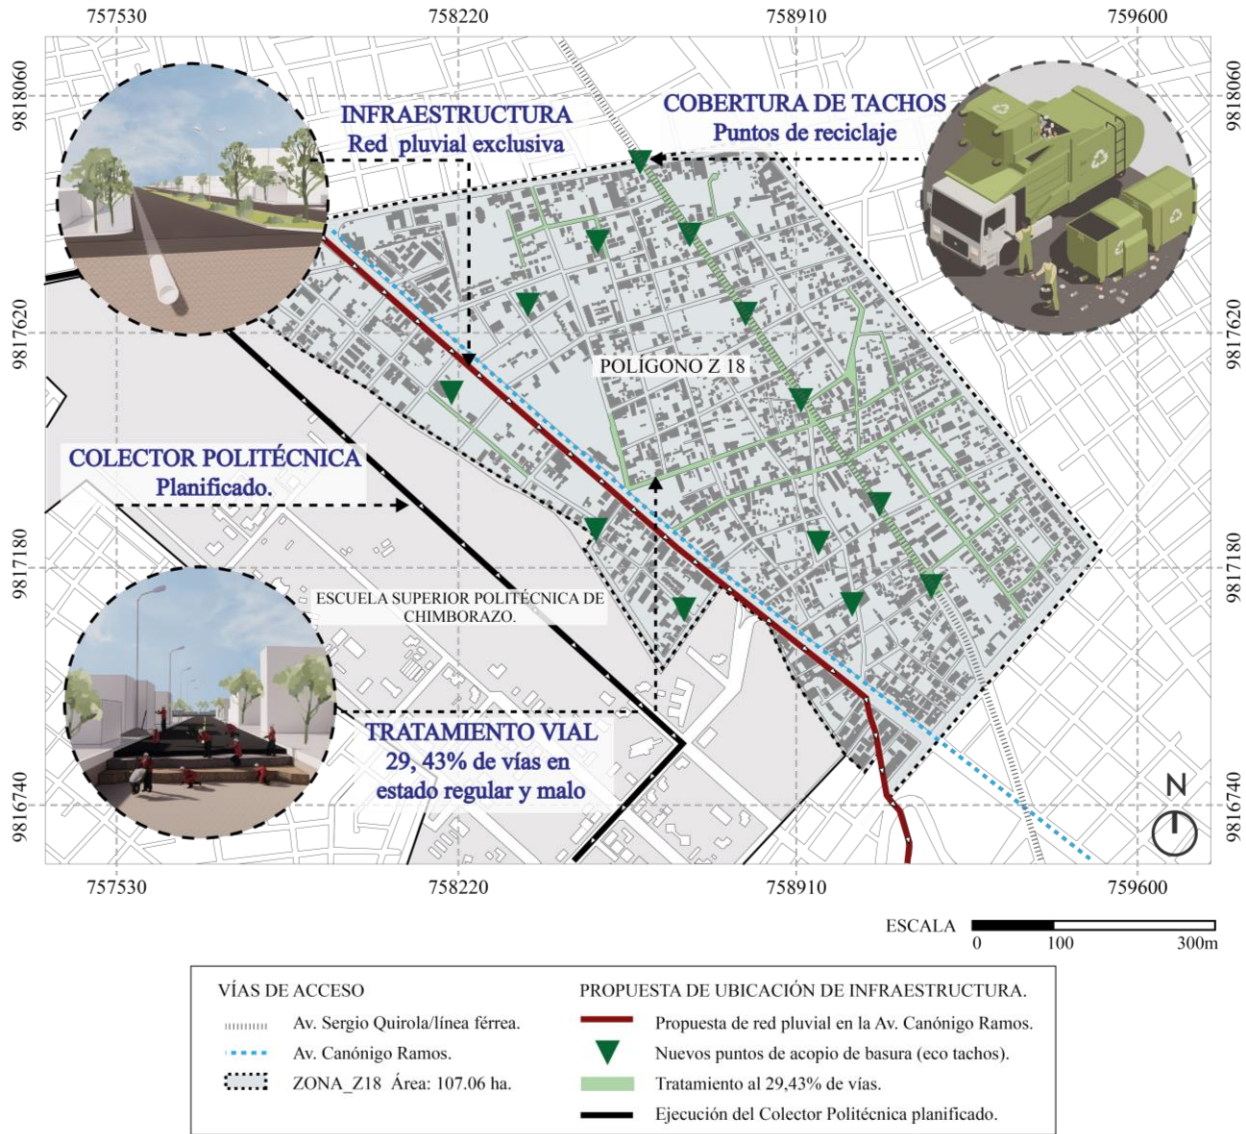 757530
758220
758910
759600
9818060
9818060
INFRAESTRUCTURA
Red pluvial exclusiva
COBERTURA DE TACHOS
Puntos de reciclaje
9817620
9817620
POLÍGONO Z 18
COLECTOR POLITÉCNICA
Planificado.
9817180
9817180
ESCUELA SUPERIOR POLITÉCNICA DE
CHIMBORAZO.
TRATAMIENTO VIAL
29, 43% de vías en
estado regular y malo
9816740
9816740
N
757530
758220
758910
759600
ESCALA
0
100
300m
VÍAS DE ACCESO
Av. Sergio Quirola/línea férrea.
Av. Canónigo Ramos.
ZONA_Z18 Área: 107.06 ha.
PROPUESTA DE UBICACIÓN DE INFRAESTRUCTURA.
Propuesta de red pluvial en la Av. Canónigo Ramos.
Nuevos puntos de acopio de basura (eco tachos).
Tratamiento al 29,43% de vías.
Ejecución del Colector Politécnica planificado.